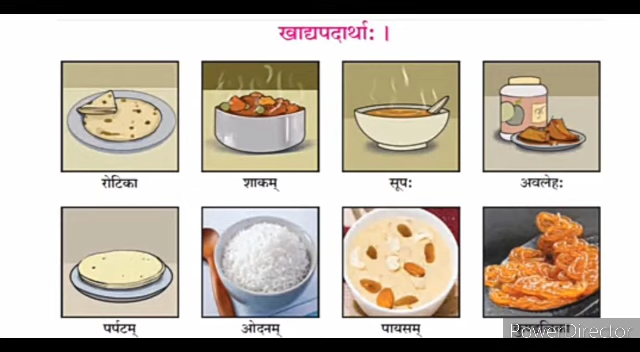 खाद्यपदार्थाः ।
रोटिका शाकम् सूपः अवलेहः
पर्पटम् ओदनम् पायसम्
PowerDirector